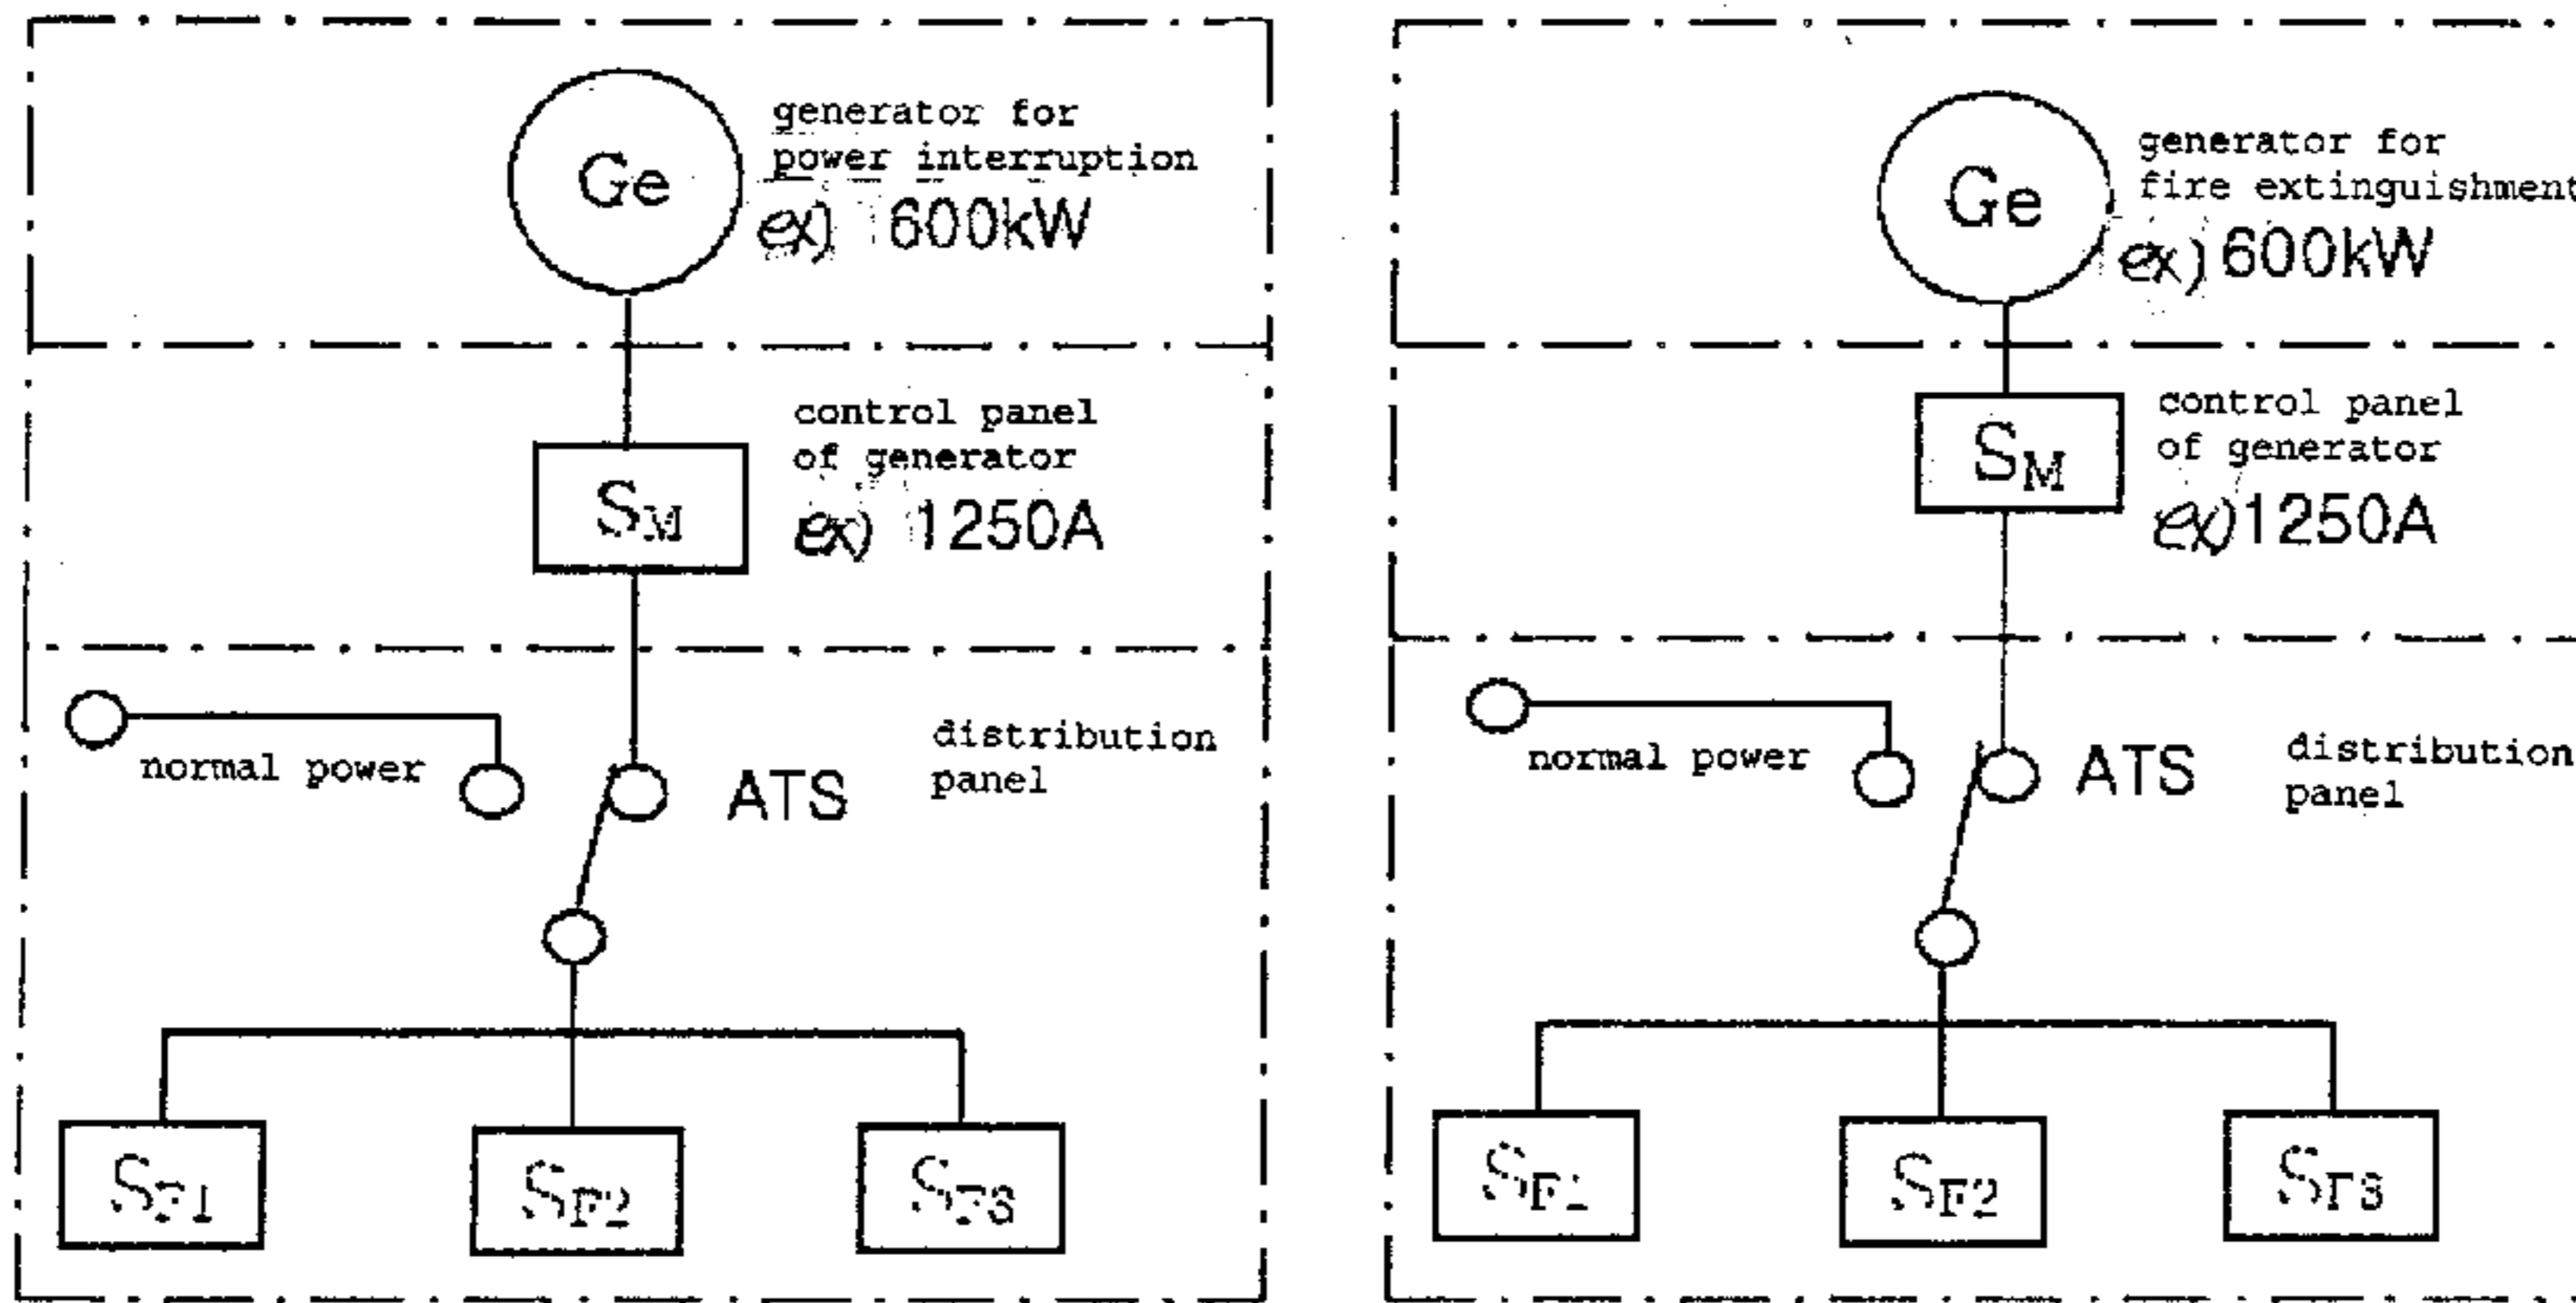 Ge
generator for
power interruption
ex) 600kW
control panel
of generator
SM
ex) 1250A
normal power
ATS
distribution
panel
SF1
SF2
SF3
Ge
generator for
fire extinguishment
ex) 600kW
control panel
of generator
SM
ex) 1250A
normal power
ATS
distribution
panel
SF1
SF2
SF3